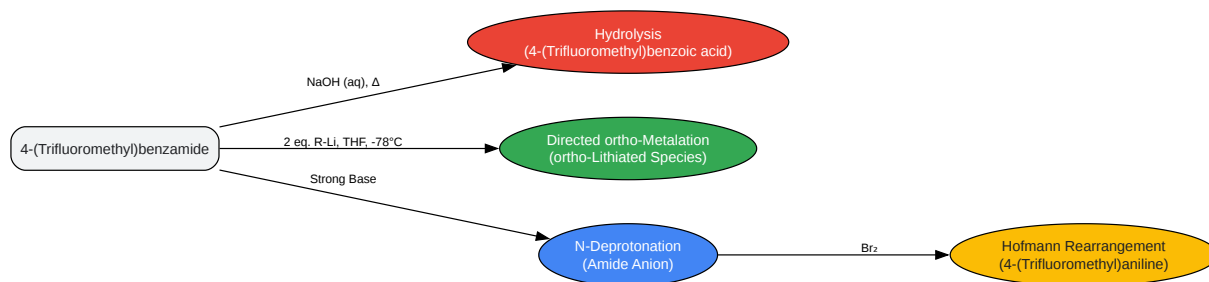 Hydrolysis
(4-(Trifluoromethyl)benzoic acid)
NaOH (aq), Δ
4-(Trifluoromethyl)benzamide
2 eq. R-Li, THF, -78°C
Directed ortho-Metalation
(ortho-Lithiated Species)
Strong Base
N-Deprotonation
(Amide Anion)
Br₂
Hofmann Rearrangement
(4-(Trifluoromethyl)aniline)